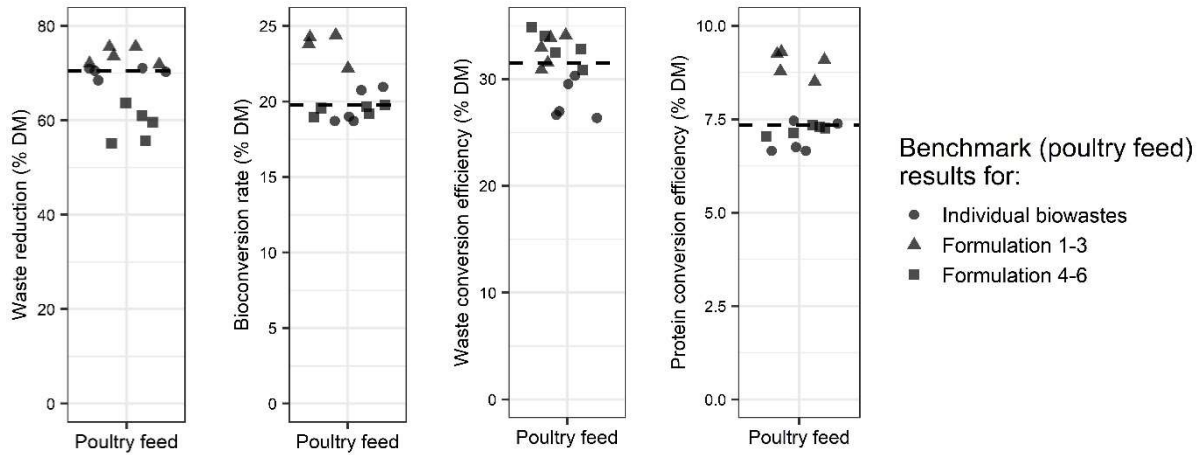 Waste reduction (% DM)
80
60
40
20
0
Poultry feed
Bioconversion rate (% DM)
25
20
15
10
5
0
Poultry feed
Waste conversion efficiency (% DM)
30
20
10
0
Poultry feed
Protein conversion efficiency (% DM)
10.0
7.5
5.0
2.5
0.0
Poultry feed
Benchmark (poultry feed)
results for:
Individual biowastes
Formulation 1-3
Formulation 4-6